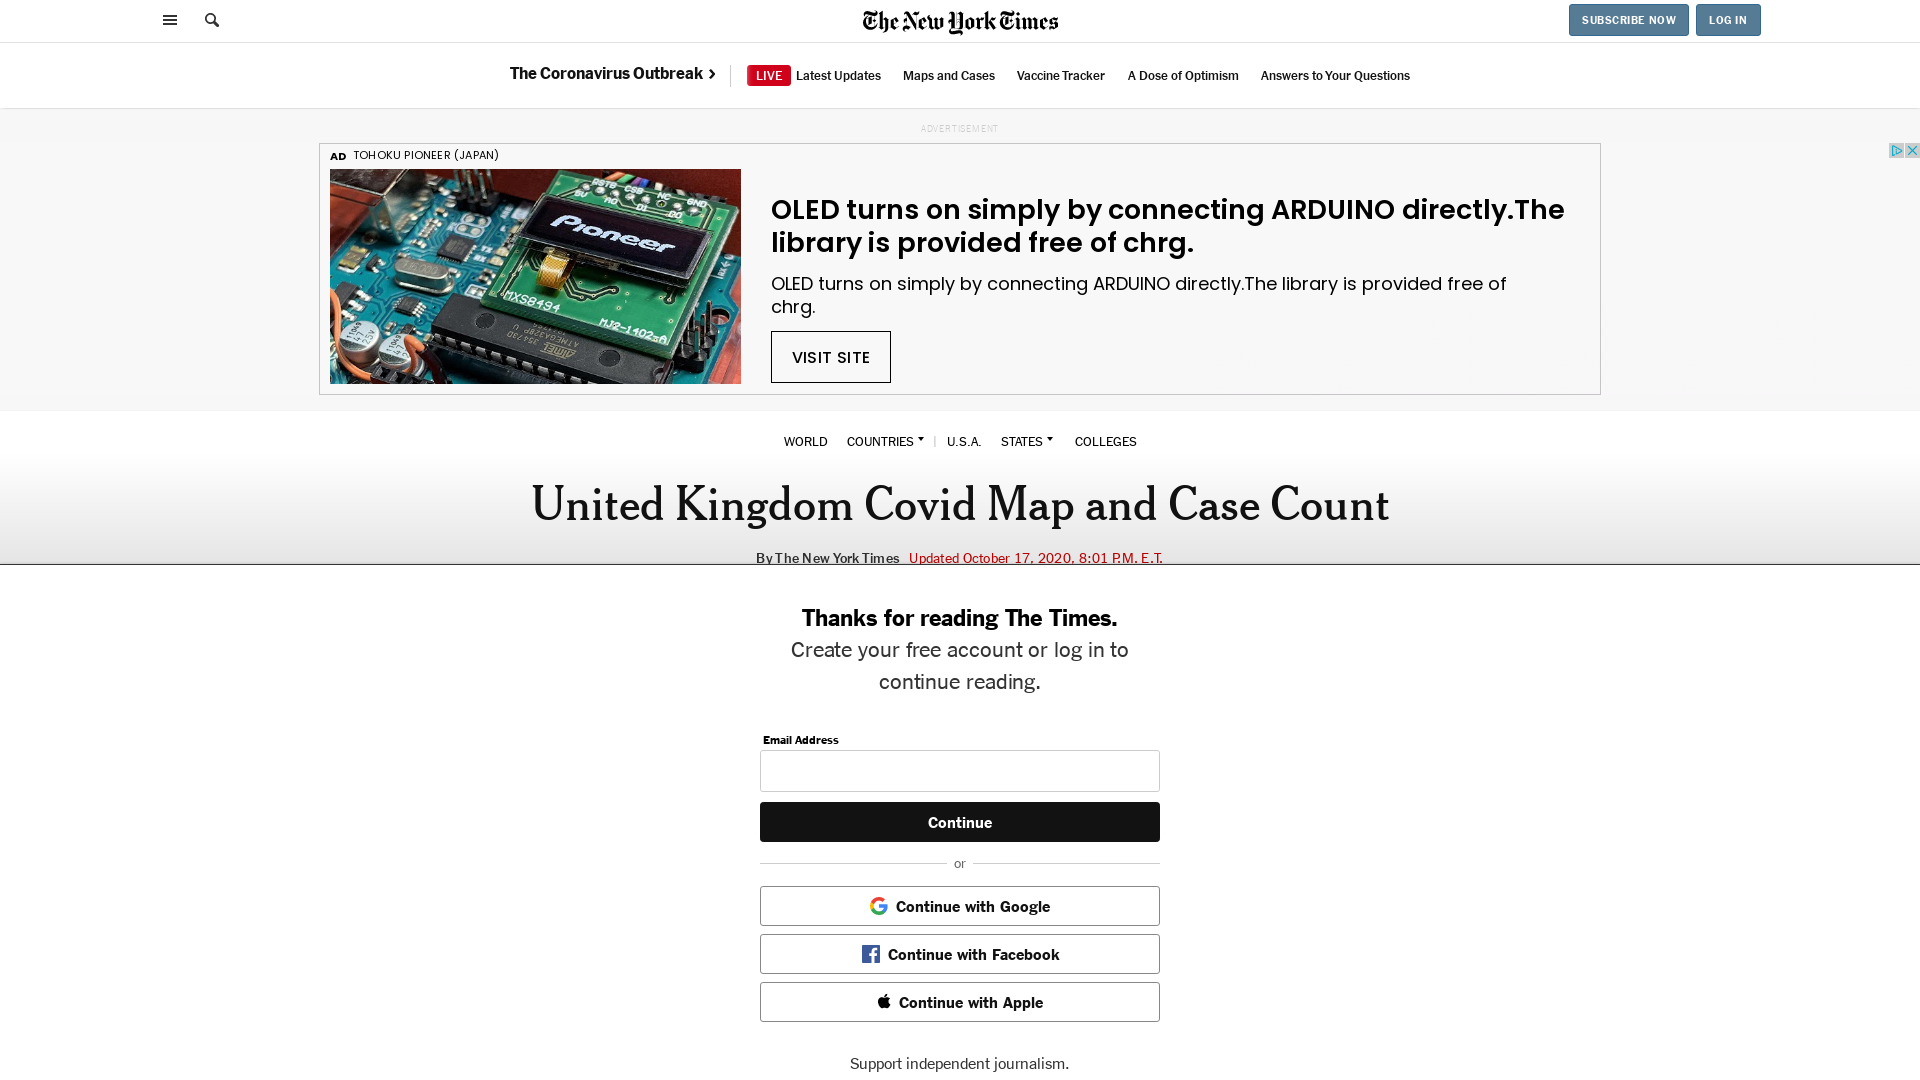 The New York Times
SUBSCRIBE NOW
LOG IN
The Coronavirus Outbreak
LIVE Latest Updates
Maps and Cases
Vaccine Tracker
A Dose of Optimism
Answers to Your Questions
ADVERTISEMENT
AD TOHOKU PIONEER (JAPAN)
Pioneer
MXS8494
MJ2-1402-A
OLED turns on simply by connecting ARDUINO directly.The
library is provided free of chrg.
OLED turns on simply by connecting ARDUINO directly.The library is provided free of
chrg.
VISIT SITE
WORLD
COUNTRIES
U.S.A.
STATES
COLLEGES
United Kingdom Covid Map and Case Count
By The New York Times Updated October 17, 2020, 8:01 P.M. E.T.
Thanks for reading The Times.
Create your free account or log in to
continue reading.
Email Address
Continue
or
Continue with Google
Continue with Facebook
Continue with Apple
Support independent journalism.